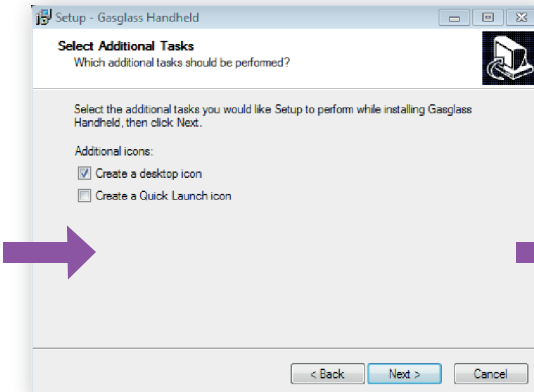 Setup - Gasglass Handheld
Select Additional Tasks
Which additional tasks should be performed?
Select the additional tasks you would like Setup to perform while installing Gasglass
Handheld, then click Next.
Additional icons:
Create a desktop icon
Create a Quick Launch icon
< Back Next > Cancel